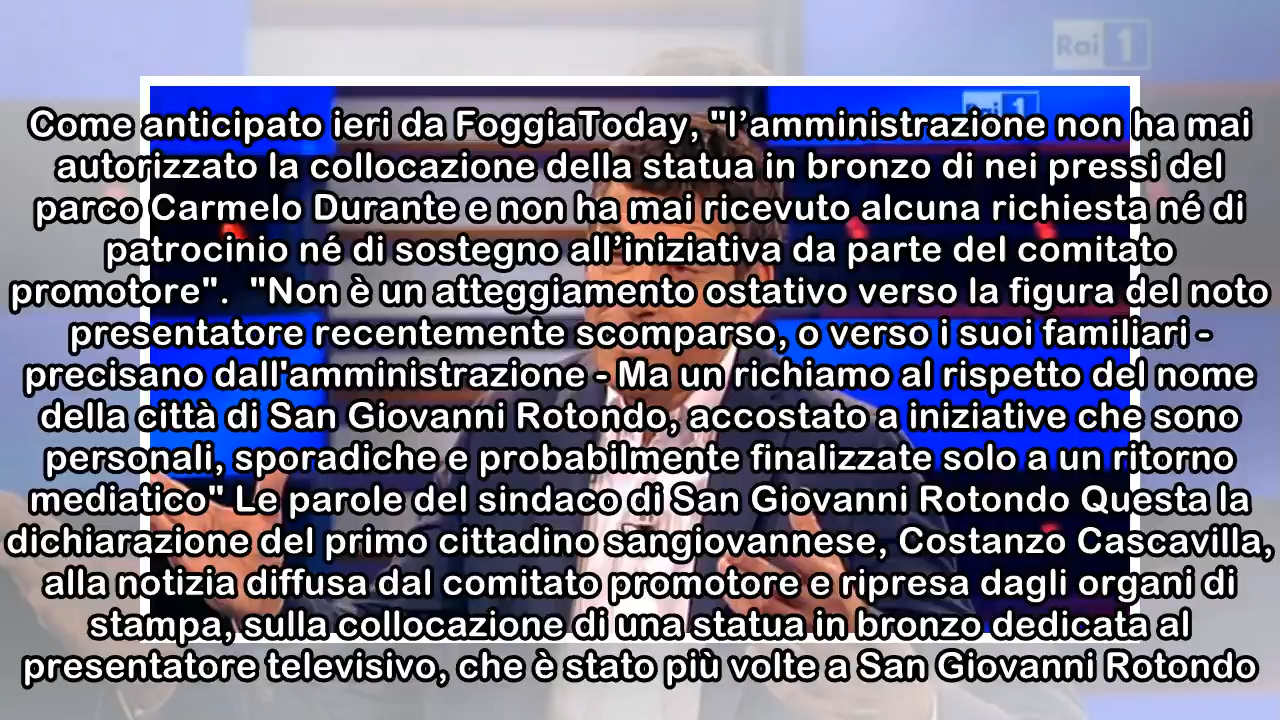 Rai 1
Rai 1
Come anticipato ieri da FoggiaToday, "l’amministrazione non ha mai
autorizzato la collocazione della statua in bronzo di nei pressi del
parco Carmelo Durante e non ha mai ricevuto alcuna richiesta né di
patrocinio né di sostegno all’iniziativa da parte del comitato
promotore".  "Non è un atteggiamento ostativo verso la figura del noto
presentatore recentemente scomparso, o verso i suoi familiari -
precisano dall'amministrazione - Ma un richiamo al rispetto del nome
della città di San Giovanni Rotondo, accostato a iniziative che sono
personali, sporadiche e probabilmente finalizzate solo a un ritorno
mediatico" Le parole del sindaco di San Giovanni Rotondo Questa la
dichiarazione del primo cittadino sangiovannese, Costanzo Cascavilla,
alla notizia diffusa dal comitato promotore e ripresa dagli organi di
stampa, sulla collocazione di una statua in bronzo dedicata al
presentatore televisivo, che è stato più volte a San Giovanni Rotondo